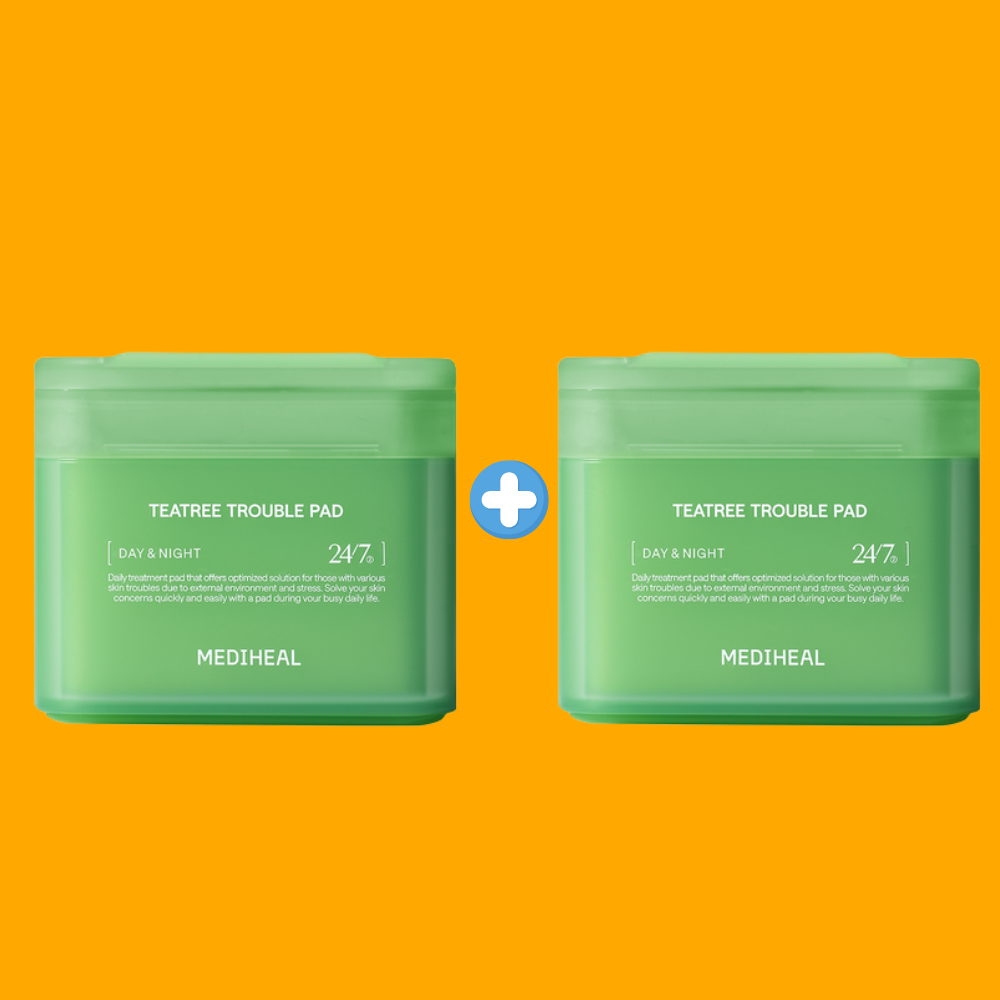 TEATREE TROUBLE PAD
[ DAY & NIGHT 24/7 ]
Daily treatment pad that offers optimized solution for those with various
skin troubles due to external environment and stress. Solve your skin
concerns quickly and easily with a pad during your busy daily life.
MEDIHEAL
TEATREE TROUBLE PAD
[ DAY & NIGHT 24/7 ]
Daily treatment pad that offers optimized solution for those with various
skin troubles due to external environment and stress. Solve your skin
concerns quickly and easily with a pad during your busy daily life.
MEDIHEAL